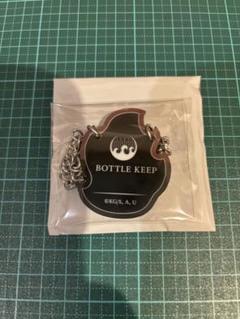 BOTTLE KEEP
©KG/S, A, U